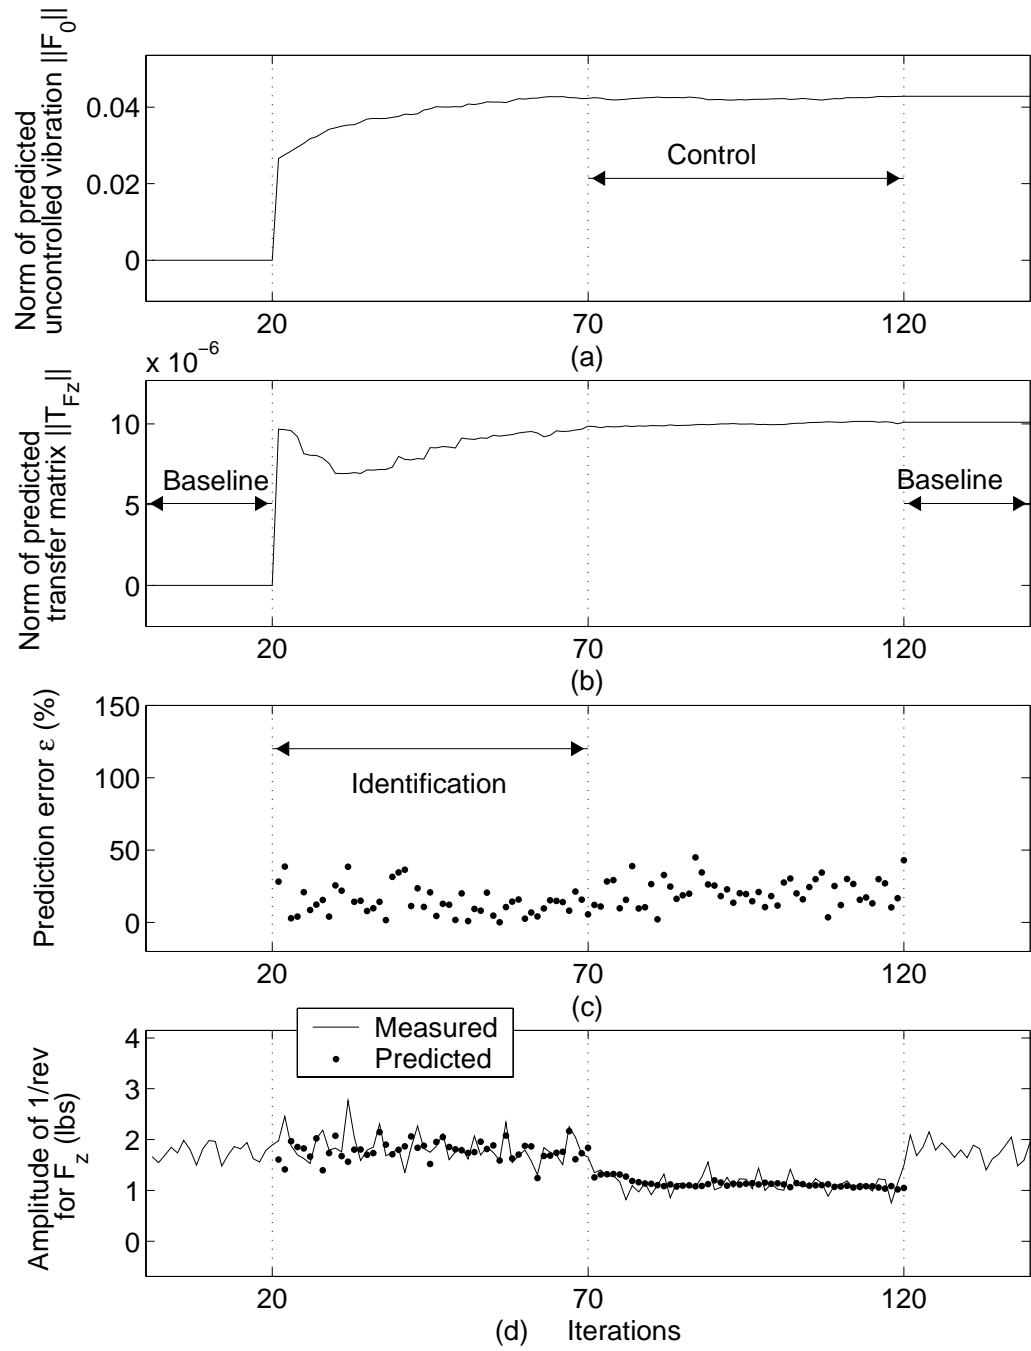 Norm of predicted
uncontrolled vibration ||F0||
0.04
0.02
0
Control
20
70
120
(a)
x 10−6
Norm of predicted
transfer matrix ||TFz||
10
5
0
Baseline
Baseline
20
70
120
(b)
Prediction error ε (%)
150
100
50
0
Identification
20
70
120
(c)
Amplitude of 1/rev
for Fz (lbs)
4
3
2
1
0
Measured
Predicted
20
70
120
(d) Iterations